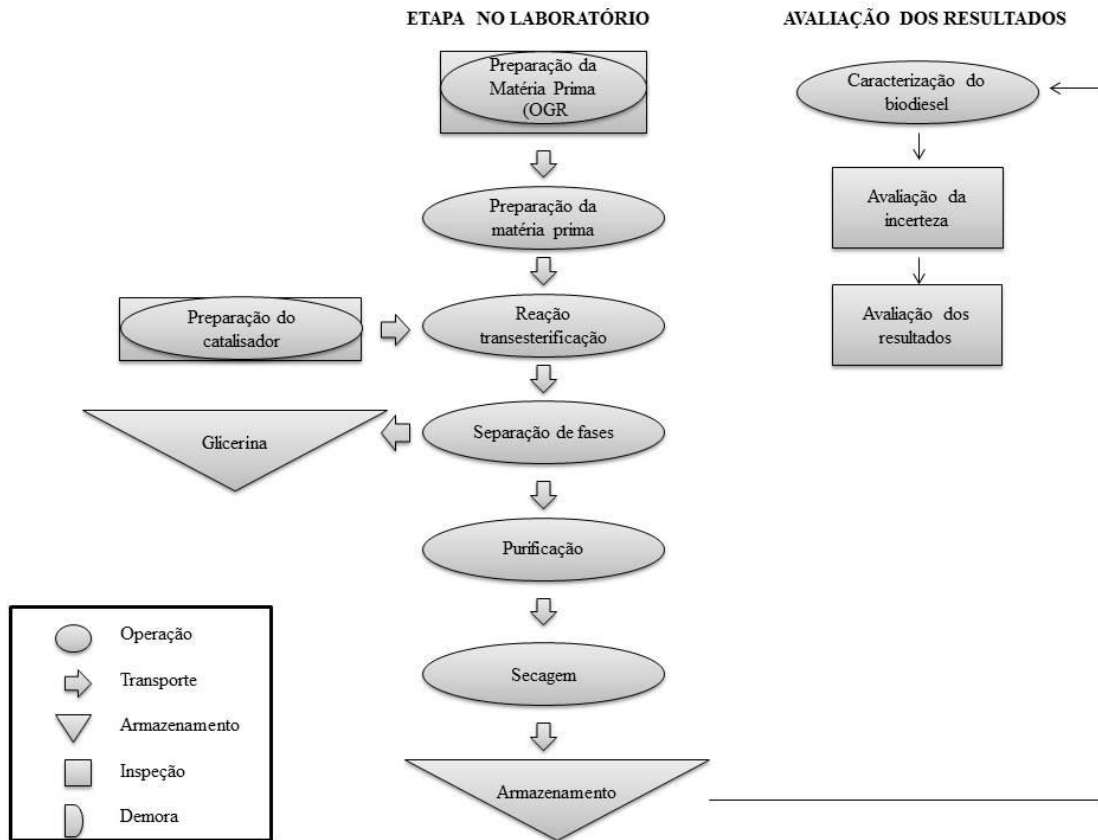 ETAPA NO LABORATÓRIO
AVALIAÇÃO DOS RESULTADOS
Preparação da
Matéria Prima
(OGR
Preparação da
matéria prima
Preparação do
catalisador
Reação
transesterificação
Glicerina
Separação de fases
Purificação
Secagem
Armazenamento
Caracterização do
biodiesel
Avaliação da
incerteza
Avaliação dos
resultados
Operação
Transporte
Armazenamento
Inspeção
Demora